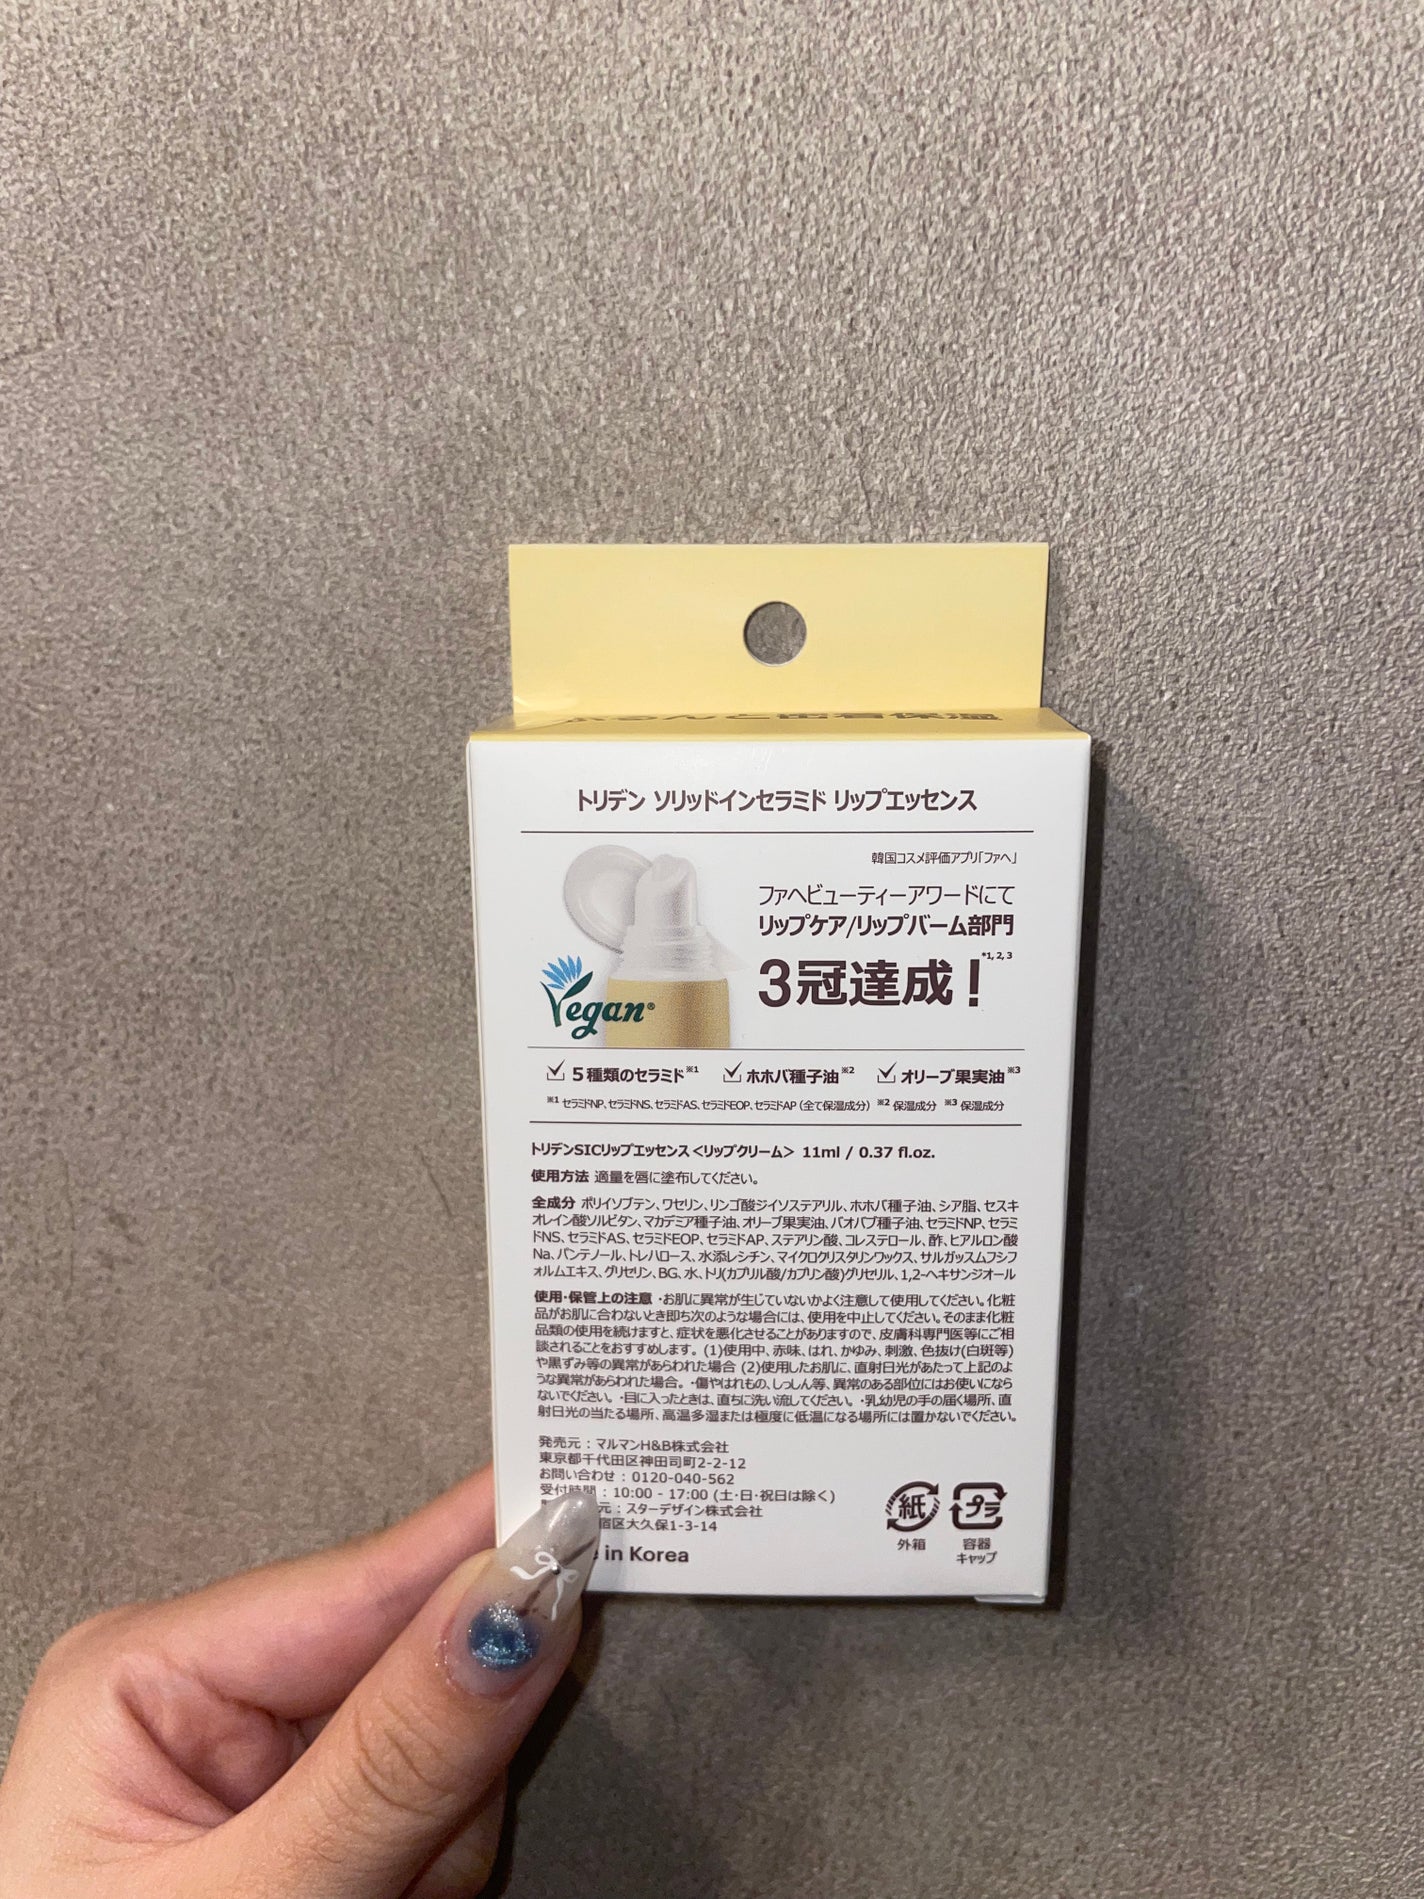 トリデン ソリッドインセラミド リップエッセンス
韓国コスメ評価アプリ「ファヘ」
ファヘビューティーアワードにて
リップケア/リップバーム部門
3冠達成！*1, 2, 3
Vegan®
5種類のセラミド※1 ホホバ種子油※2 オリーブ果実油※3
※1 セラミドNP、セラミドNS、セラミドAS、セラミドEOP、セラミドAP（全て保湿成分） ※2 保湿成分 ※3 保湿成分
トリデンSICリップエッセンス＜リップクリーム＞ 11ml / 0.37 fl.oz.
使用方法 適量を唇に塗布してください。
全成分 ポリイソブテン、ワセリン、リンゴ酸ジイソステアリル、ホホバ種子油、シア脂、セスキ
オレイン酸ソルビタン、マカデミア種子油、オリーブ果実油、バオバブ種子油、セラミドNP、セラミ
ドNS、セラミドAS、セラミドEOP、セラミドAP、ステアリン酸、コレステロール、酢、ヒアルロン酸
Na、パンテノール、トレハロース、水添レシチン、マイクロクリスタリンワックス、サルガッスムフシフ
ォルムエキス、グリセリン、BG、水、トリ(カプリル酸/カプリン酸)グリセリル、1,2-ヘキサンジオール
使用・保管上の注意 ・お肌に異常が生じていないかよく注意して使用してください。化粧
品がお肌に合わないとき即ち次のような場合には、使用を中止してください。そのまま化粧
品類の使用を続けますと、症状を悪化させることがありますので、皮膚科専門医等にご相
談されることをおすすめします。(1)使用中、赤味、はれ、かゆみ、刺激、色抜け(白斑等)
や黒ずみ等の異常があらわれた場合 (2)使用したお肌に、直射日光があたって上記のよ
うな異常があらわれた場合。・傷やはれもの、しっしん等、異常のある部位にはお使いになら
ないでください。・目に入ったときは、直ちに洗い流してください。・乳幼児の手の届く場所、直
射日光の当たる場所、高温多湿または極度に低温になる場所には置かないでください。
発売元：マルマンH&B株式会社
東京都千代田区神田司町2-2-12
お問い合わせ：0120-040-562
受付時間：10:00 - 17:00 (土・日・祝日は除く)
元：スターデザイン株式会社
宿区大久保1-3-14
in Korea
紙
外箱
プラ
容器
キャップ